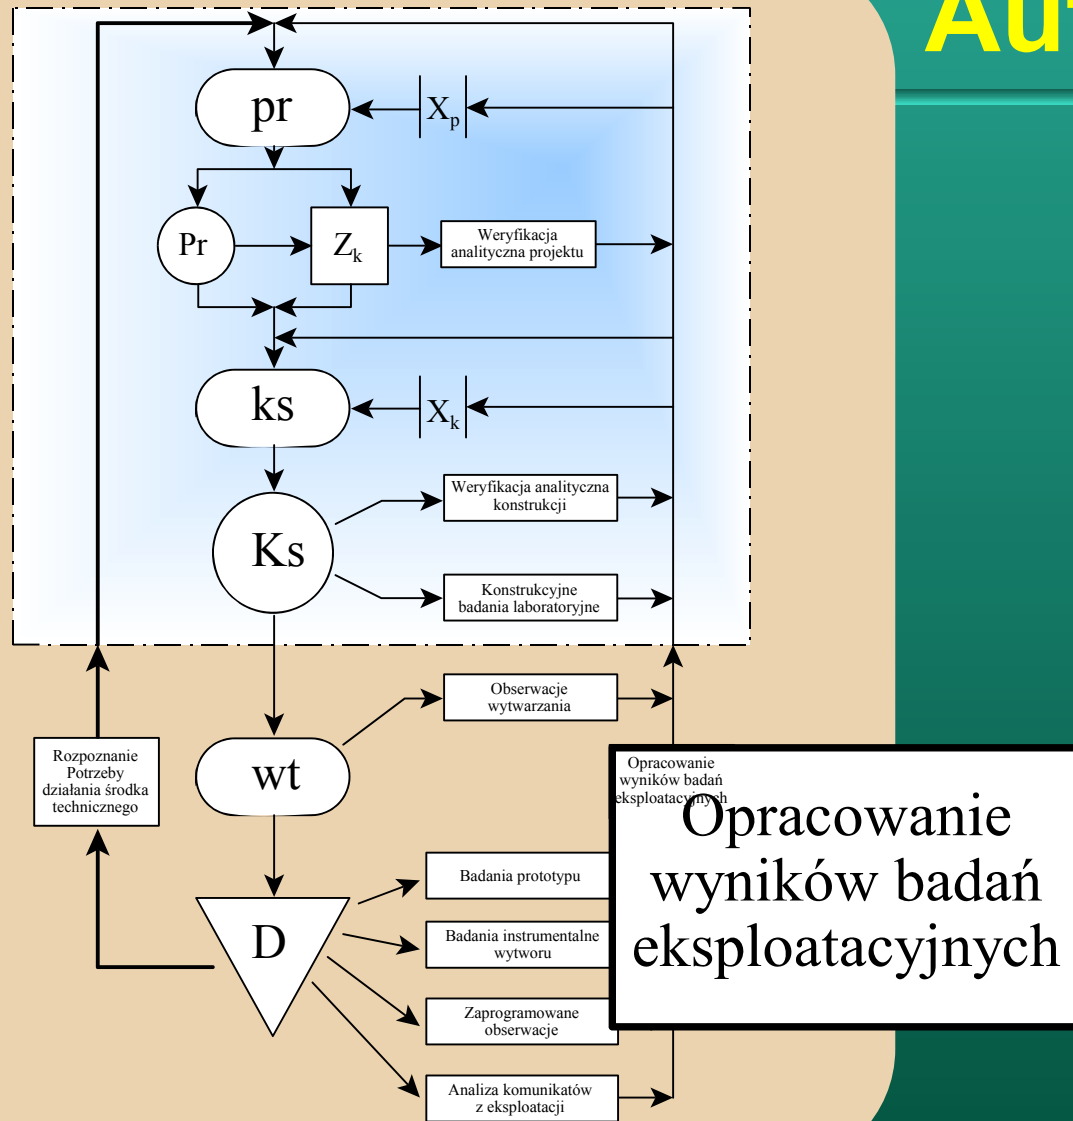 Au
pr
X_p
Pr
Z_k
Weryfikacja
analityczna projektu
ks
X_k
Weryfikacja analityczna
konstrukcji
Ks
Konstrukcyjne
badania laboratoryjne
Obserwacje
wytwarzania
Rozpoznanie
Potrzeby
działania środka
technicznego
wt
Opracowanie
wyników badań
eksploatacyjnych
Opracowanie
wyników badań
eksploatacyjnych
Badania prototypu
D
Badania instrumentalne
wytworu
Zaprogramowane
obserwacje
Analiza komunikatów
z eksploatacji